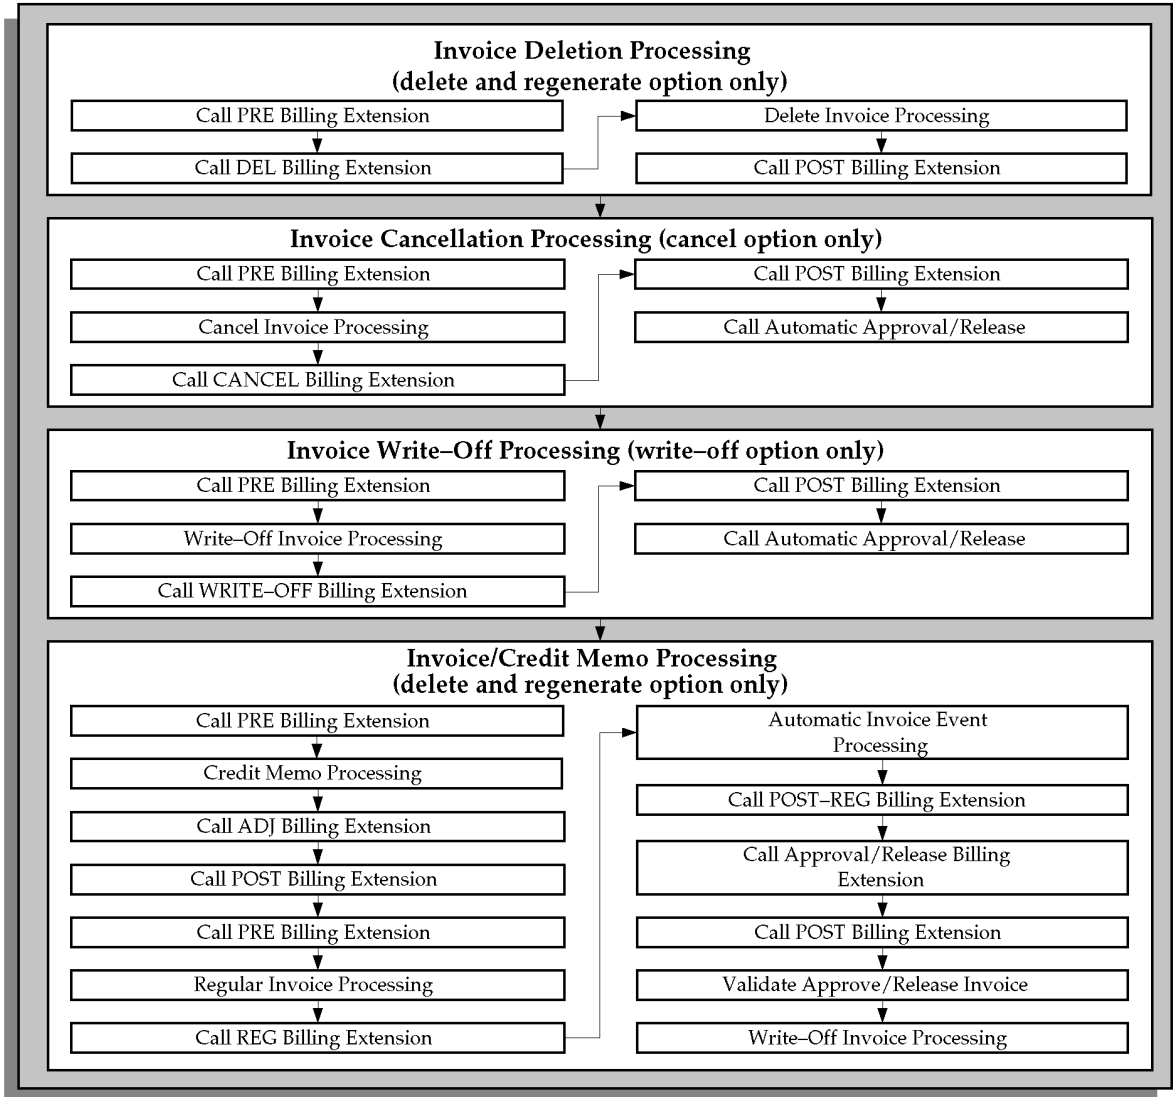 Invoice Deletion Processing
(delete and regenerate option only)
Call PRE Billing Extension
Call DEL Billing Extension
Delete Invoice Processing
Call POST Billing Extension
Invoice Cancellation Processing (cancel option only)
Call PRE Billing Extension
Cancel Invoice Processing
Call CANCEL Billing Extension
Call POST Billing Extension
Call Automatic Approval/Release
Invoice Write–Off Processing (write–off option only)
Call PRE Billing Extension
Write–Off Invoice Processing
Call WRITE–OFF Billing Extension
Call POST Billing Extension
Call Automatic Approval/Release
Invoice/Credit Memo Processing
(delete and regenerate option only)
Call PRE Billing Extension
Credit Memo Processing
Call ADJ Billing Extension
Call POST Billing Extension
Call PRE Billing Extension
Regular Invoice Processing
Call REG Billing Extension
Automatic Invoice Event
Processing
Call POST–REG Billing Extension
Call Approval/Release Billing
Extension
Call POST Billing Extension
Validate Approve/Release Invoice
Write–Off Invoice Processing